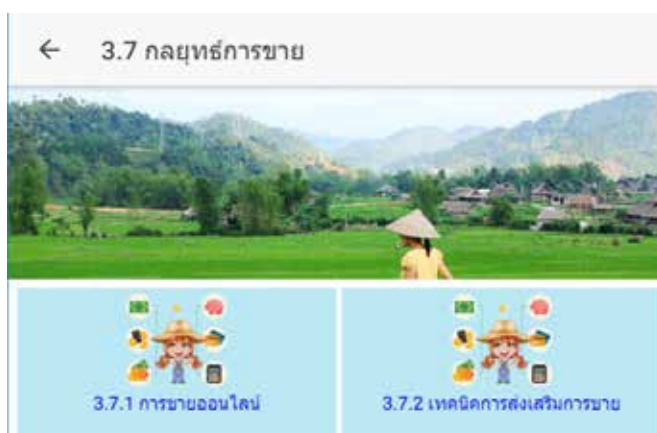 3.7 กลยุทธ์การขาย
3.7.1 การขายออนไลน์
3.7.2 เทคนิคการส่งเสริมการขาย